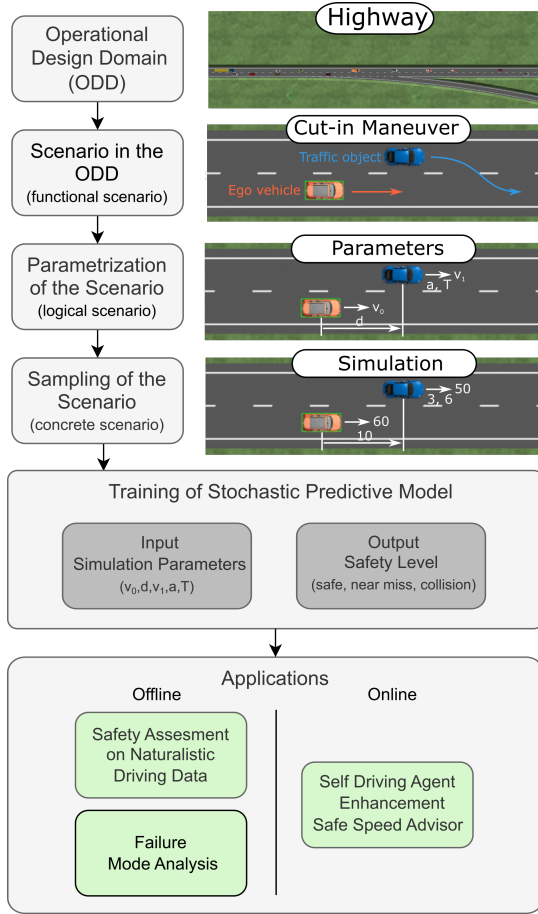 Operational
Design Domain
(ODD)
Highway
Scenario in the
ODD
(functional scenario)
Cut-in Maneuver
Traffic object
Ego vehicle
Parametrization
of the Scenario
(logical scenario)
Parameters
v₁
a, T
v₀
d
Sampling of the
Scenario
(concrete scenario)
Simulation
50
3, 6
60
10
Training of Stochastic Predictive Model
Input
Simulation Parameters
(v₀,d,v₁,a,T)
Output
Safety Level
(safe, near miss, collision)
Applications
Offline
Online
Safety Assesment
on Naturalistic
Driving Data
Failure
Mode Analysis
Self Driving Agent
Enhancement
Safe Speed Advisor